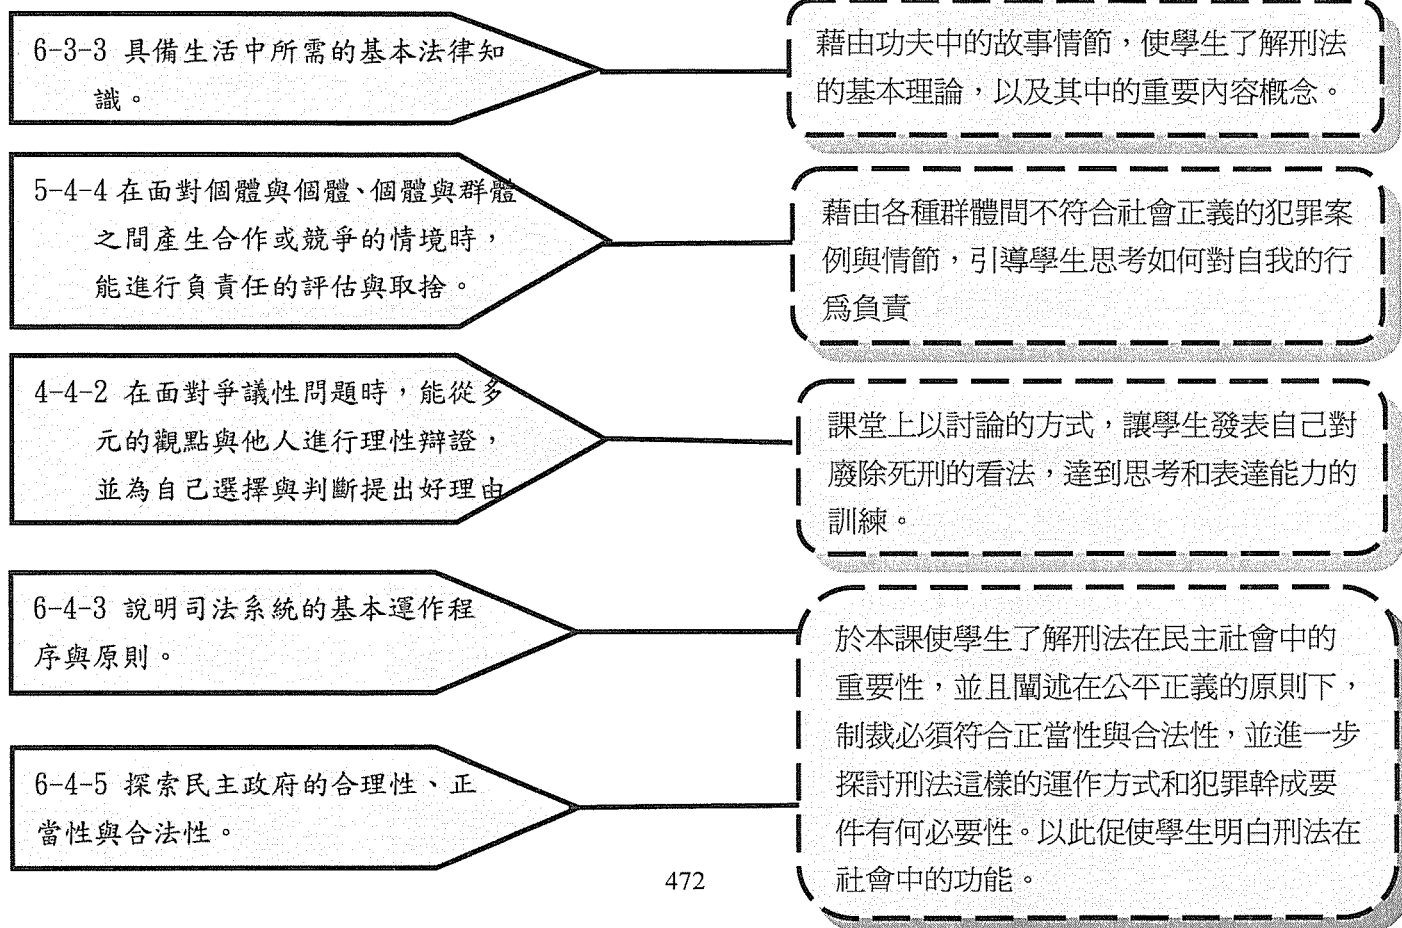 6-3-3 具備生活中所需的基本法律知
識。
藉由功夫中的故事情節，使學生了解刑法
的基本理論，以及其中的重要內容概念。
5-4-4 在面對個體與個體、個體與群體
之間產生合作或競爭的情境時，
能進行負責任的評估與取捨。
藉由各種群體間不符合社會正義的犯罪案
例與情節，引導學生思考如何對自我的行
為負責
4-4-2 在面對爭議性問題時，能從多
元的觀點與他人進行理性辯證，
並為自己選擇與判斷提出好理由
課堂上以討論的方式，讓學生發表自己對
廢除死刑的看法，達到思考和表達能力的
訓練。
6-4-3 說明司法系統的基本運作程
序與原則。
6-4-5 探索民主政府的合理性、正
當性與合法性。
於本課使學生了解刑法在民主社會中的
重要性，並且闡述在公平正義的原則下，
制裁必須符合正當性與合法性，並進一步
探討刑法這樣的運作方式和犯罪幹成要
件有何必要性。以此促使學生明白刑法在
社會中的功能。
472